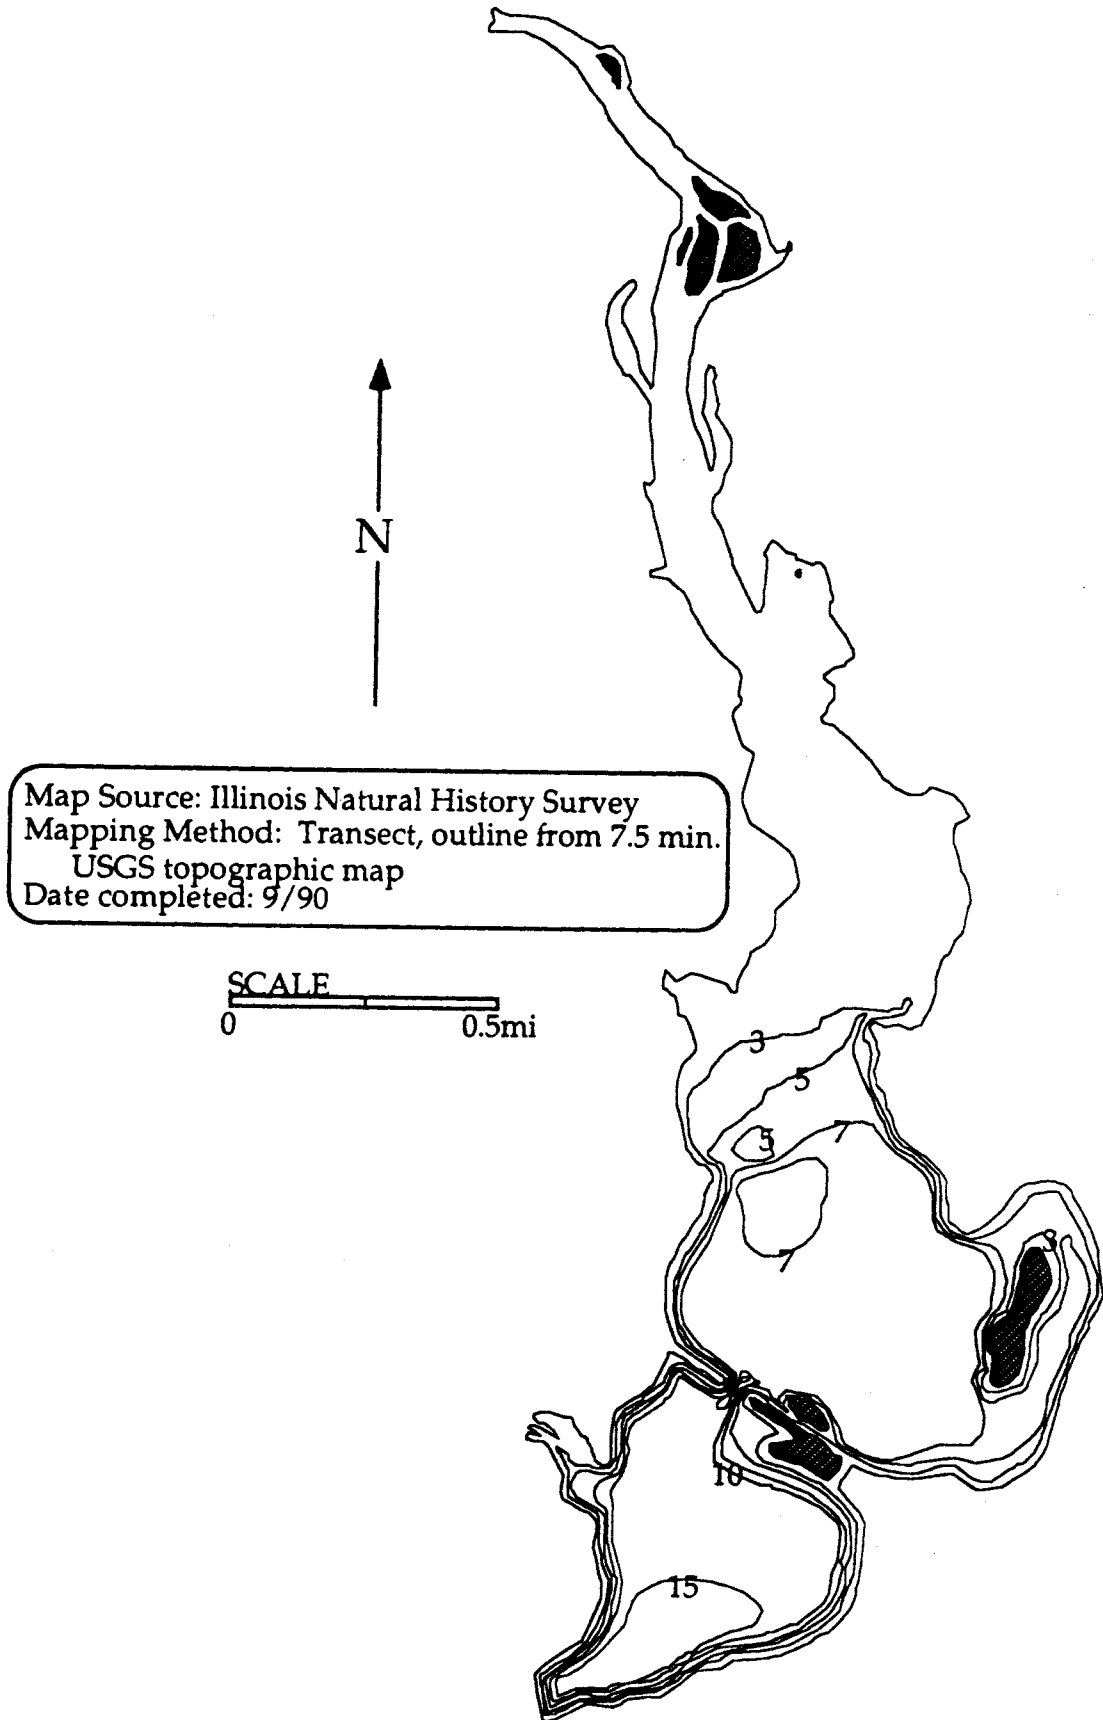 N
Map Source: Illinois Natural History Survey
Mapping Method: Transect, outline from 7.5 min.
USGS topographic map
Date completed: 9/90
SCALE
0 0.5mi
3
5
5
7
7
10
15